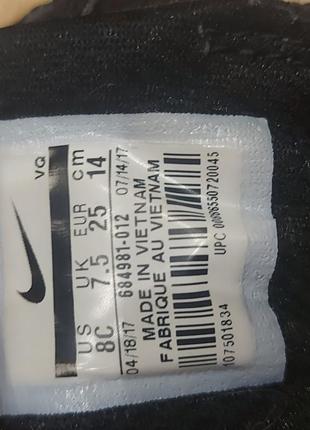 VQ
US UK EUR cm
8C 7.5 25 14
684981-012
04/18/17 07/14/17
MADE IN VIETNAM
FABRIQUE AU VIETNAM
UPC 00006550720045
107501834